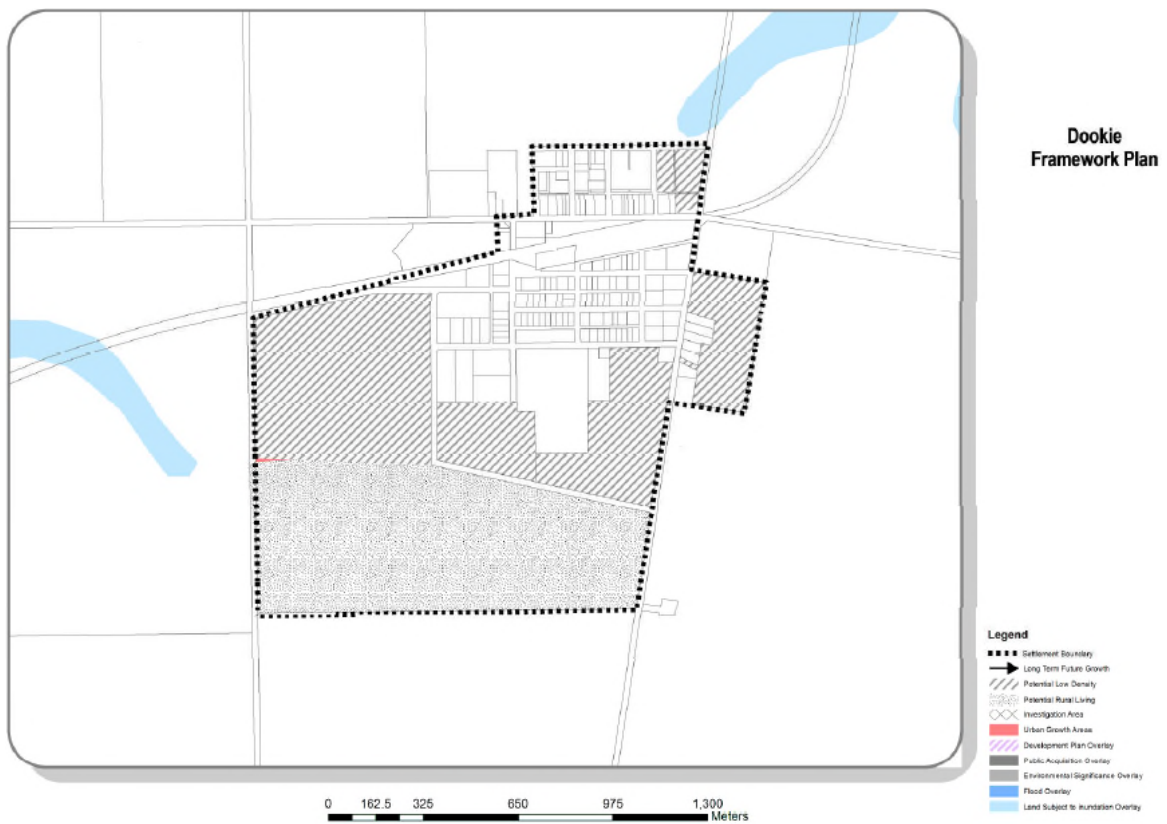 Dookie
Framework Plan
Legend
Settlement Boundary
Long Term Future Growth
Potential Low Density
Potential Rural Living
Investigation Area
Urban Growth Areas
Development Plan Overlay
Public Acquisition Overlay
Environmental Significance Overlay
Flood Overlay
Land Subject to Inundation Overlay
0 162.5 325 650 975 1,300
Meters